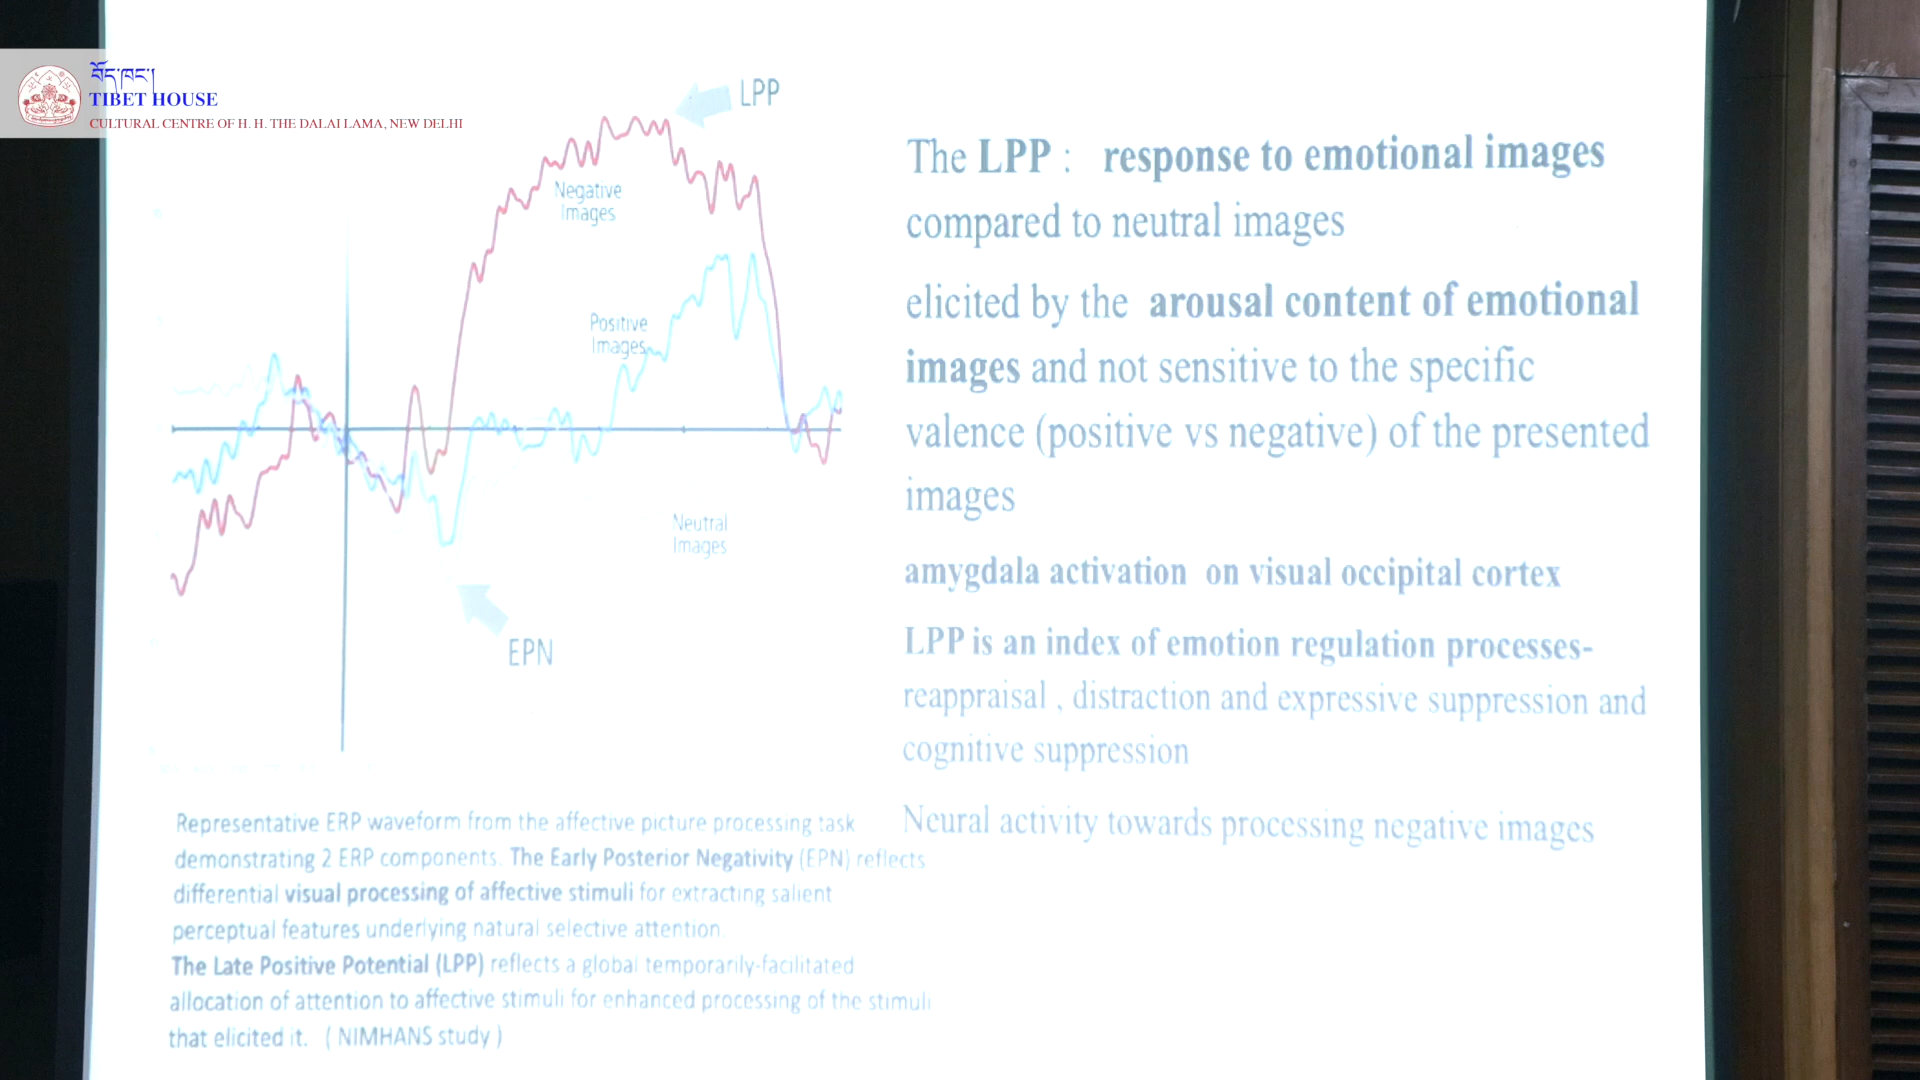 བོད་ཁང་།
TIBET HOUSE
CULTURAL CENTRE OF H. H. THE DALAI LAMA, NEW DELHI
LPP
Negative
Images
Positive
Images
Neutral
Images
EPN
Representative ERP waveform from the affective picture processing task
demonstrating 2 ERP components. The Early Posterior Negativity (EPN) reflects
differential visual processing of affective stimuli for extracting salient
perceptual features underlying natural selective attention.
The Late Positive Potential (LPP) reflects a global temporarily-facilitated
allocation of attention to affective stimuli for enhanced processing of the stimuli
that elicited it. ( NIMHANS study )
The LPP : response to emotional images
compared to neutral images
elicited by the arousal content of emotional
images and not sensitive to the specific
valence (positive vs negative) of the presented
images
amygdala activation on visual occipital cortex
LPP is an index of emotion regulation processes-
reappraisal , distraction and expressive suppression and
cognitive suppression
Neural activity towards processing negative images